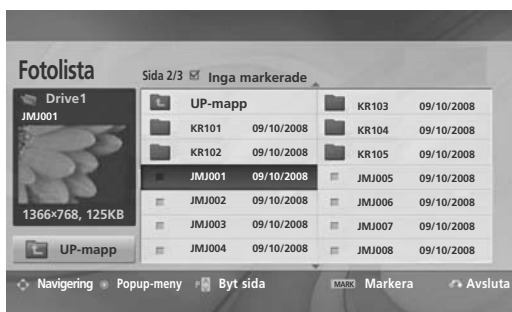 Fotolista
Sida 2/3 Inga markerade
Drive1
JMJ001
1366×768, 125KB
UP-mapp
UP-mapp
KR101 09/10/2008
KR102 09/10/2008
JMJ001 09/10/2008
JMJ002 09/10/2008
JMJ003 09/10/2008
JMJ004 09/10/2008
KR103 09/10/2008
KR104 09/10/2008
KR105 09/10/2008
JMJ005 09/10/2008
JMJ006 09/10/2008
JMJ007 09/10/2008
JMJ008 09/10/2008
Navigering Popup-meny P Byt sida MARK Markera Avsluta